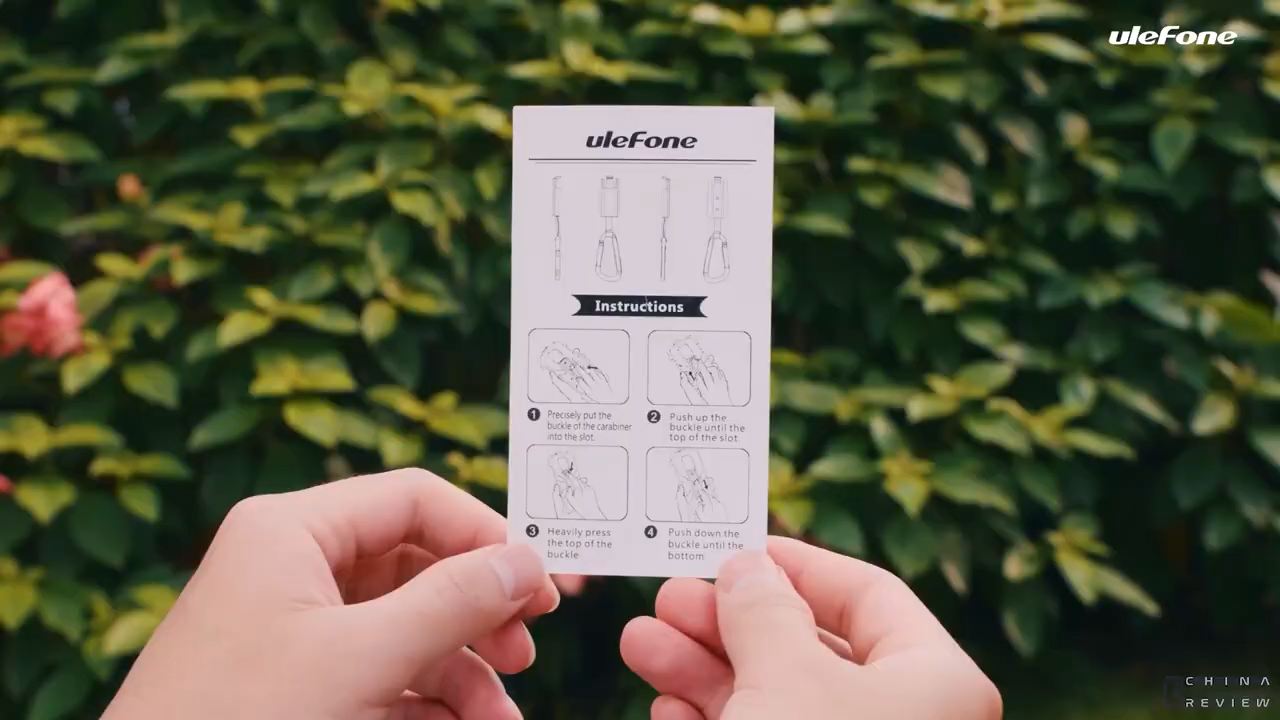 uleFone
uleFone
Instructions
1 Precisely put the
buckle of the carabiner
into the slot.
2 Push up the
buckle until the
top of the slot
3 Heavily press
the top of the
buckle
4 Push down the
buckle until the
bottom
CHINA
REVIEW